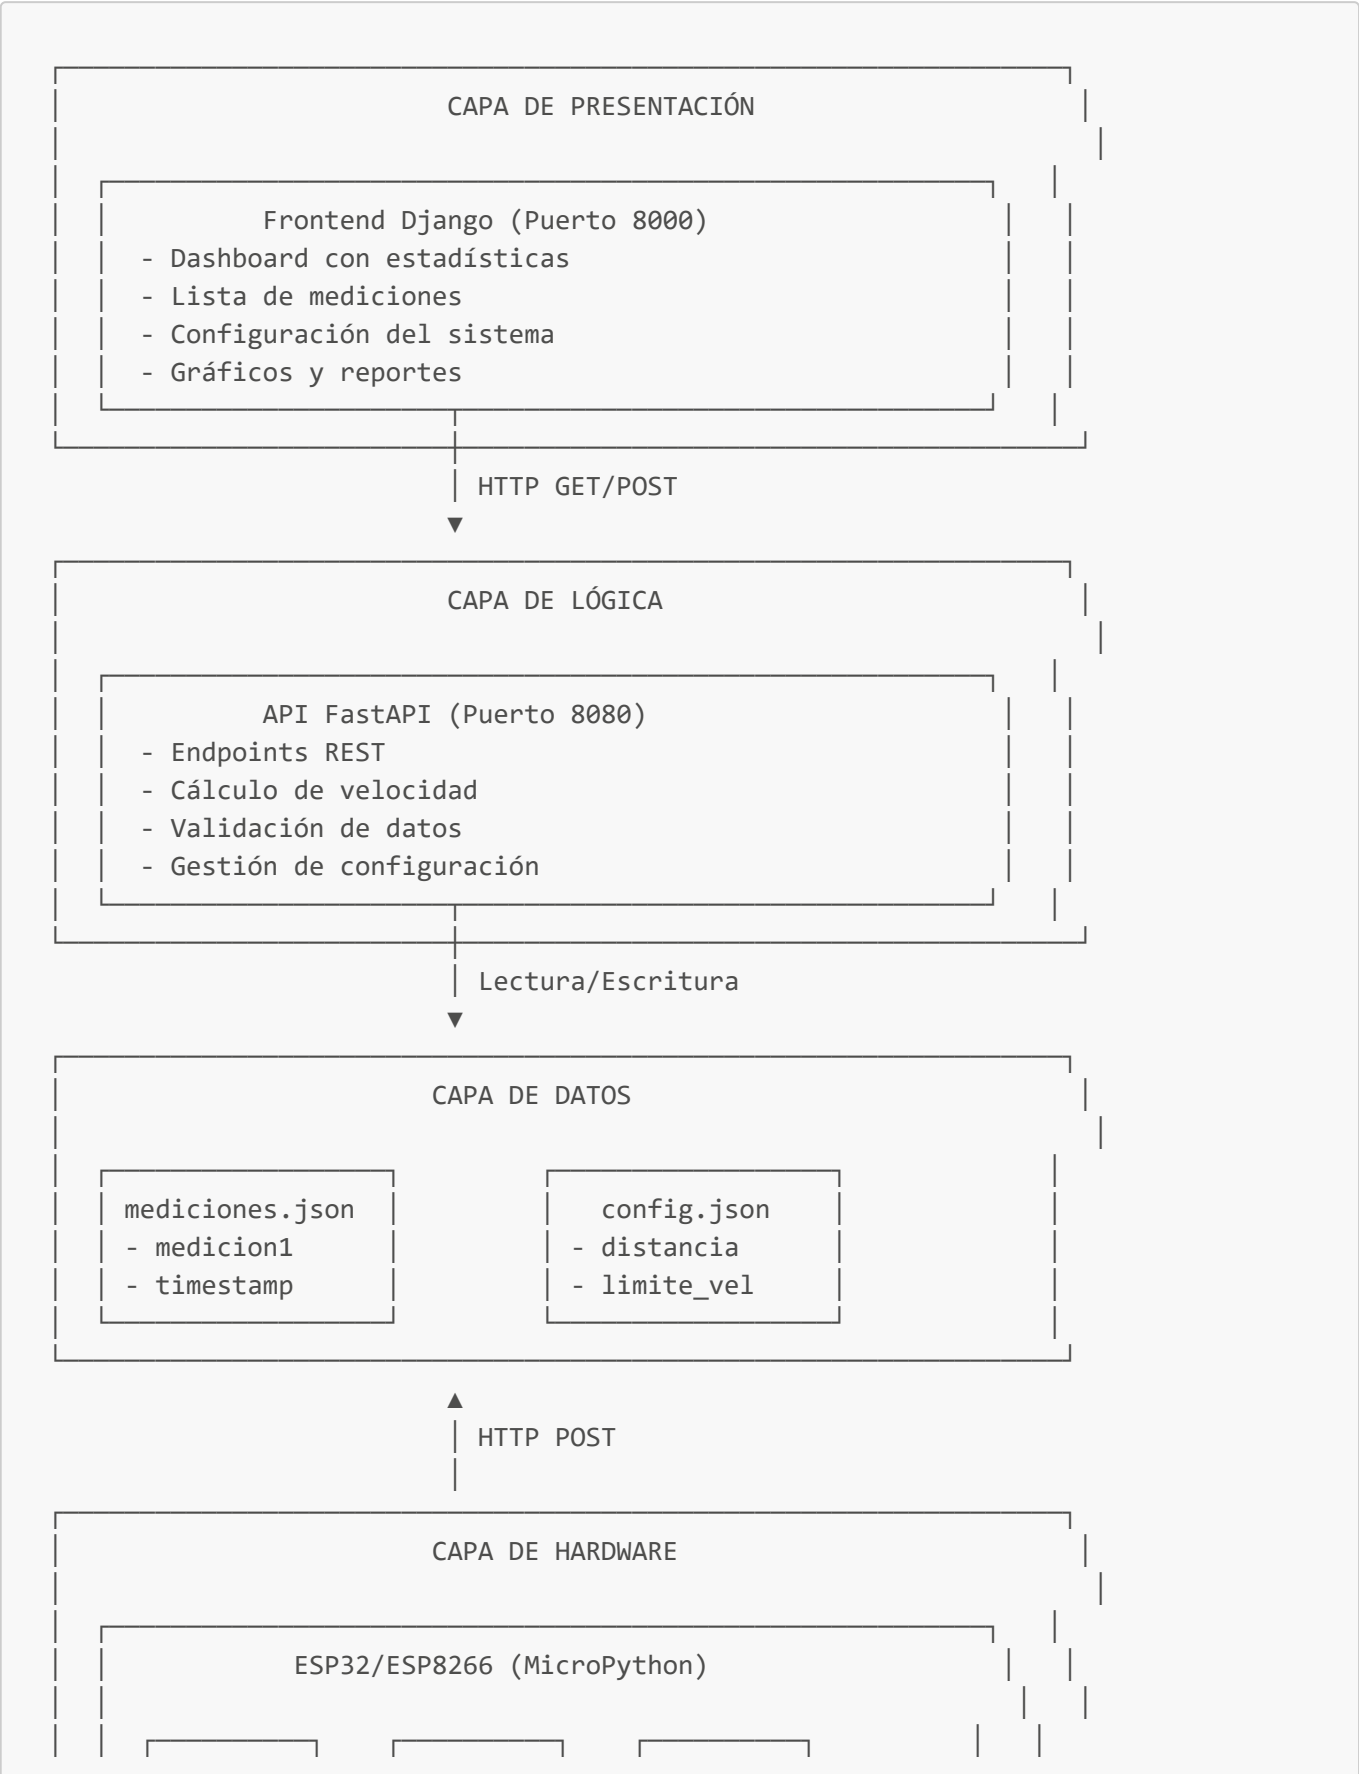 CAPA DE PRESENTACIÓN
Frontend Django (Puerto 8000)
- Dashboard con estadísticas
- Lista de mediciones
- Configuración del sistema
- Gráficos y reportes
HTTP GET/POST
▼
CAPA DE LÓGICA
API FastAPI (Puerto 8080)
- Endpoints REST
- Cálculo de velocidad
- Validación de datos
- Gestión de configuración
Lectura/Escritura
▼
CAPA DE DATOS
mediciones.json config.json
- medicion1 - distancia
- timestamp - limite_vel
▲
HTTP POST
CAPA DE HARDWARE
ESP32/ESP8266 (MicroPython)